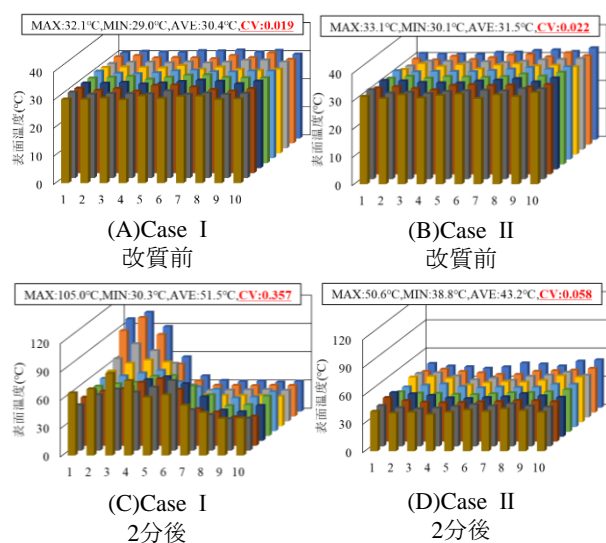 MAX:32.1℃,MIN:29.0℃,AVE:30.4℃,CV:0.019
表面温度(℃)
40
30
20
10
0
1 2 3 4 5 6 7 8 9 10
(A)Case Ⅰ
改質前
MAX:33.1℃,MIN:30.1℃,AVE:31.5℃,CV:0.022
表面温度(℃)
40
30
20
10
0
1 2 3 4 5 6 7 8 9 10
(B)Case Ⅱ
改質前
MAX:105.0℃,MIN:30.3℃,AVE:51.5℃,CV:0.357
表面温度(℃)
120
90
60
30
0
1 2 3 4 5 6 7 8 9 10
(C)Case Ⅰ
2分後
MAX:50.6℃,MIN:38.8℃,AVE:43.2℃,CV:0.058
表面温度(℃)
120
90
60
30
0
1 2 3 4 5 6 7 8 9 10
(D)Case Ⅱ
2分後